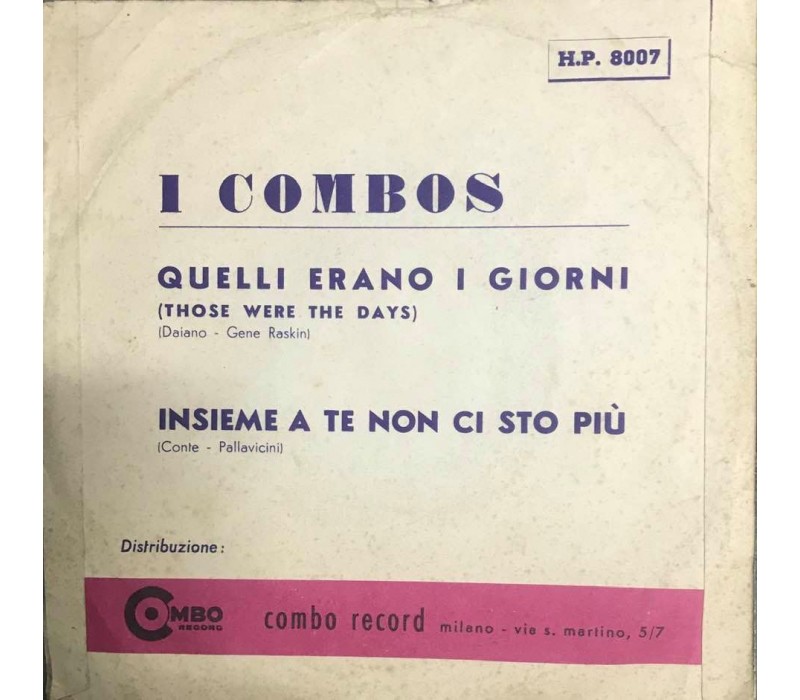 H.P. 8007
I COMBOS
QUELLI ERANO I GIORNI
(THOSE WERE THE DAYS)
(Daiano - Gene Raskin)
INSIEME A TE NON CI STO PIÙ
(Conte - Pallavicini)
Distribuzione:
COMBO
RECORD
combo record milano - via s. martino, 5/7